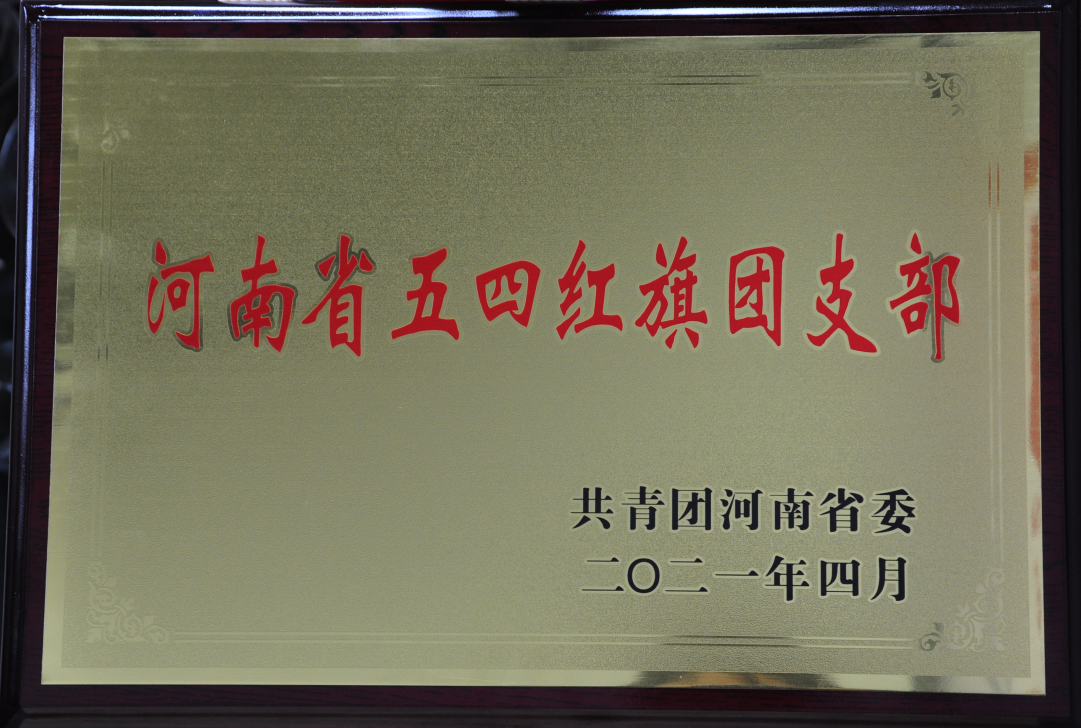 河南省五四红旗团支部
共青团河南省委
二〇二一年四月